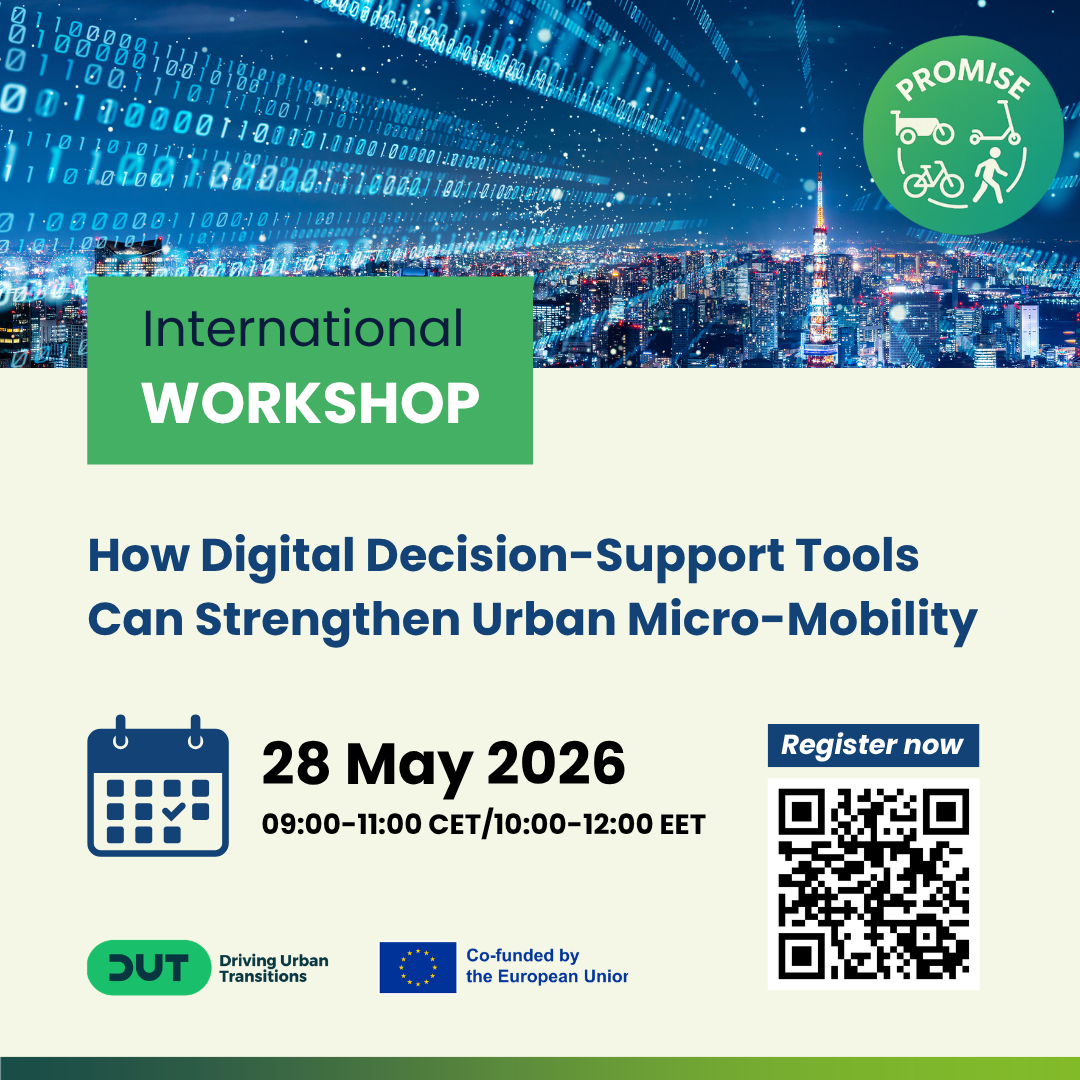 PROMISE
International
WORKSHOP
How Digital Decision-Support Tools
Can Strengthen Urban Micro-Mobility
28 May 2026
09:00-11:00 CET/10:00-12:00 EET
Register now
DUT
Driving Urban
Transitions
Co-funded by
the European Union